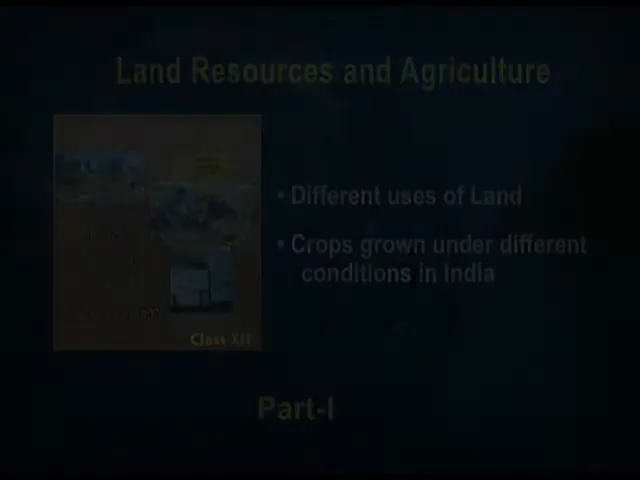 Land Resources and Agriculture
• Different uses of Land
• Crops grown under different
conditions in India
Class XII
Part-I